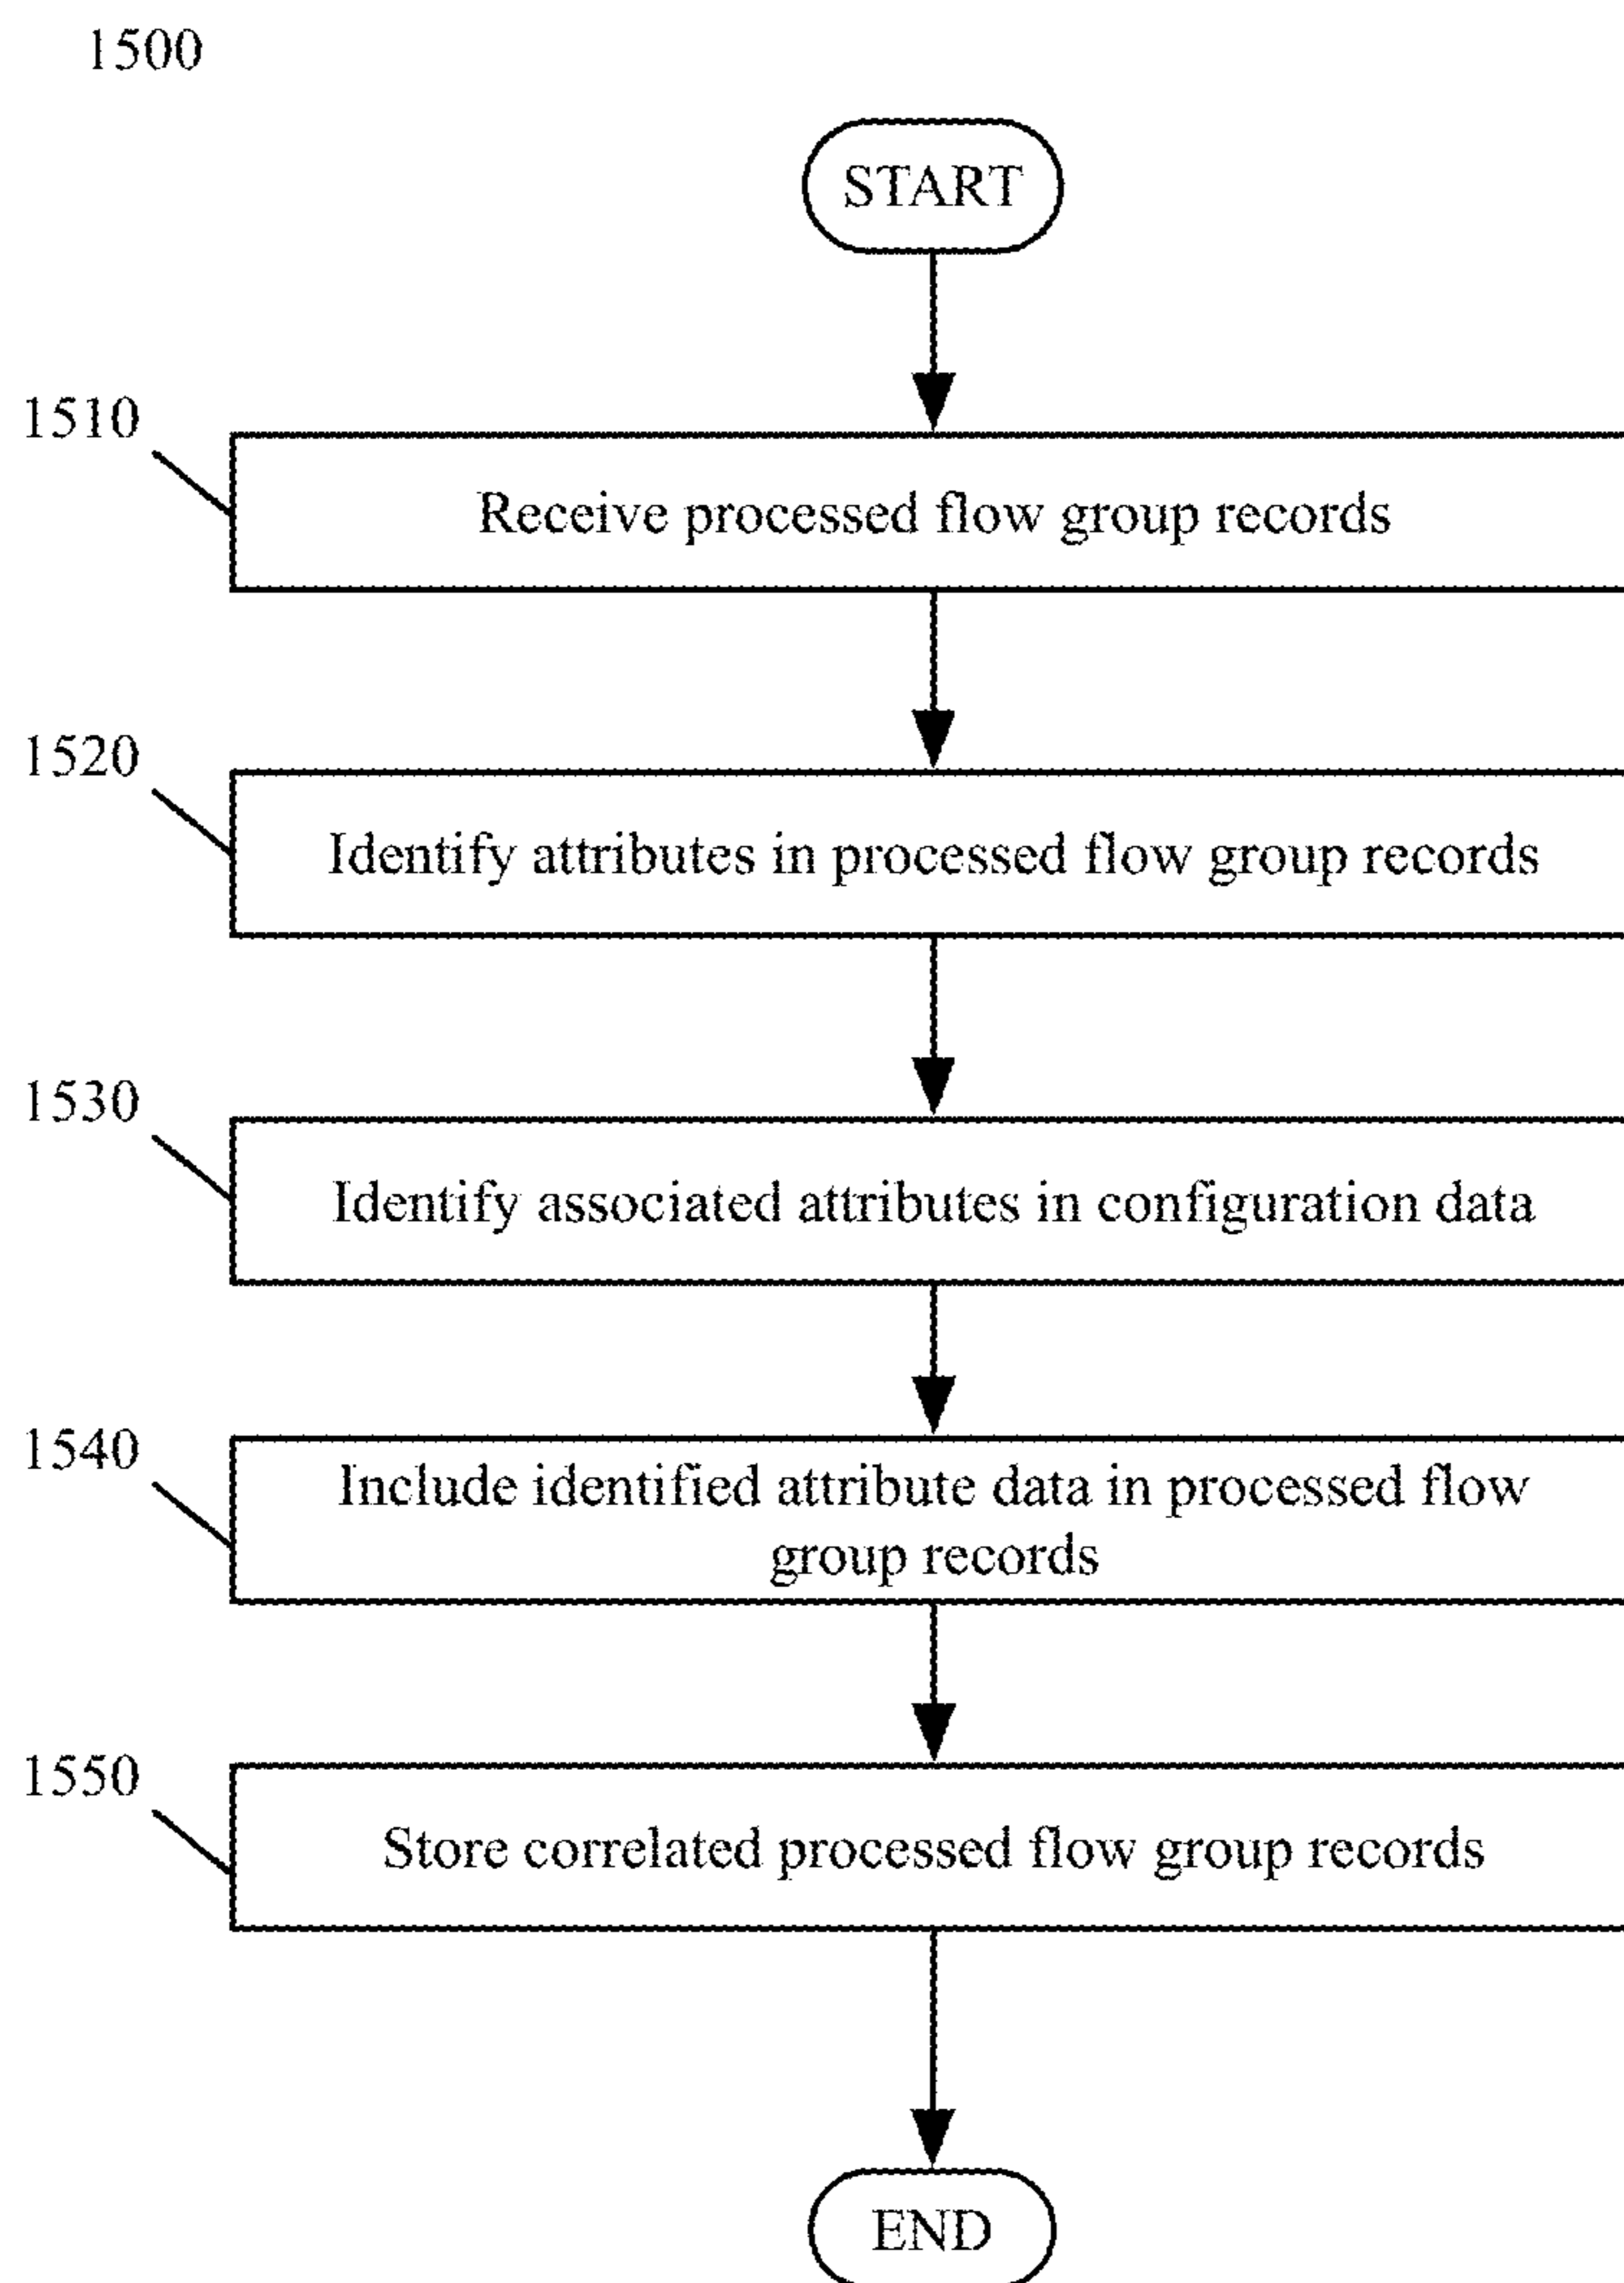 1500
START
1510
Receive processed flow group records
1520
Identify attributes in processed flow group records
1530
Identify associated attributes in configuration data
1540
Include identified attribute data in processed flow
group records
1550
Store correlated processed flow group records
END